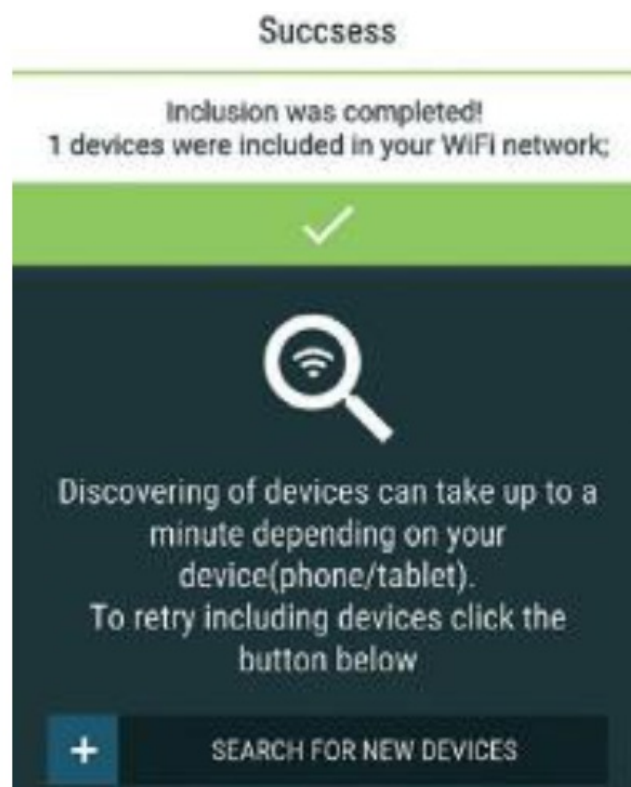 Succsess
Inclusion was completed!
1 devices were included in your WiFi network;
Discovering of devices can take up to a
minute depending on your
device(phone/tablet).
To retry including devices click the
button below
+ SEARCH FOR NEW DEVICES